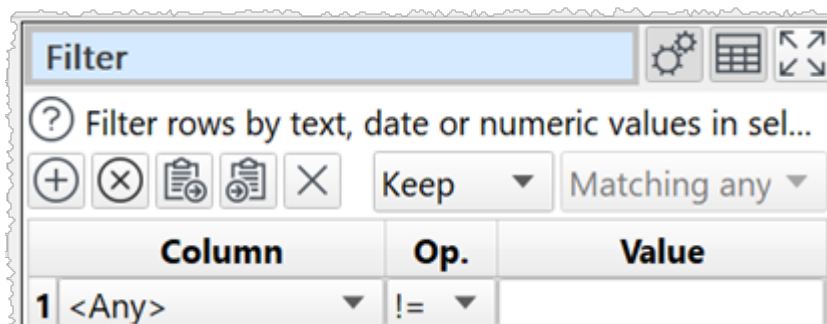 Filter
? Filter rows by text, date or numeric values in sel...
Keep Matching any
Column Op. Value
1 <Any> !=